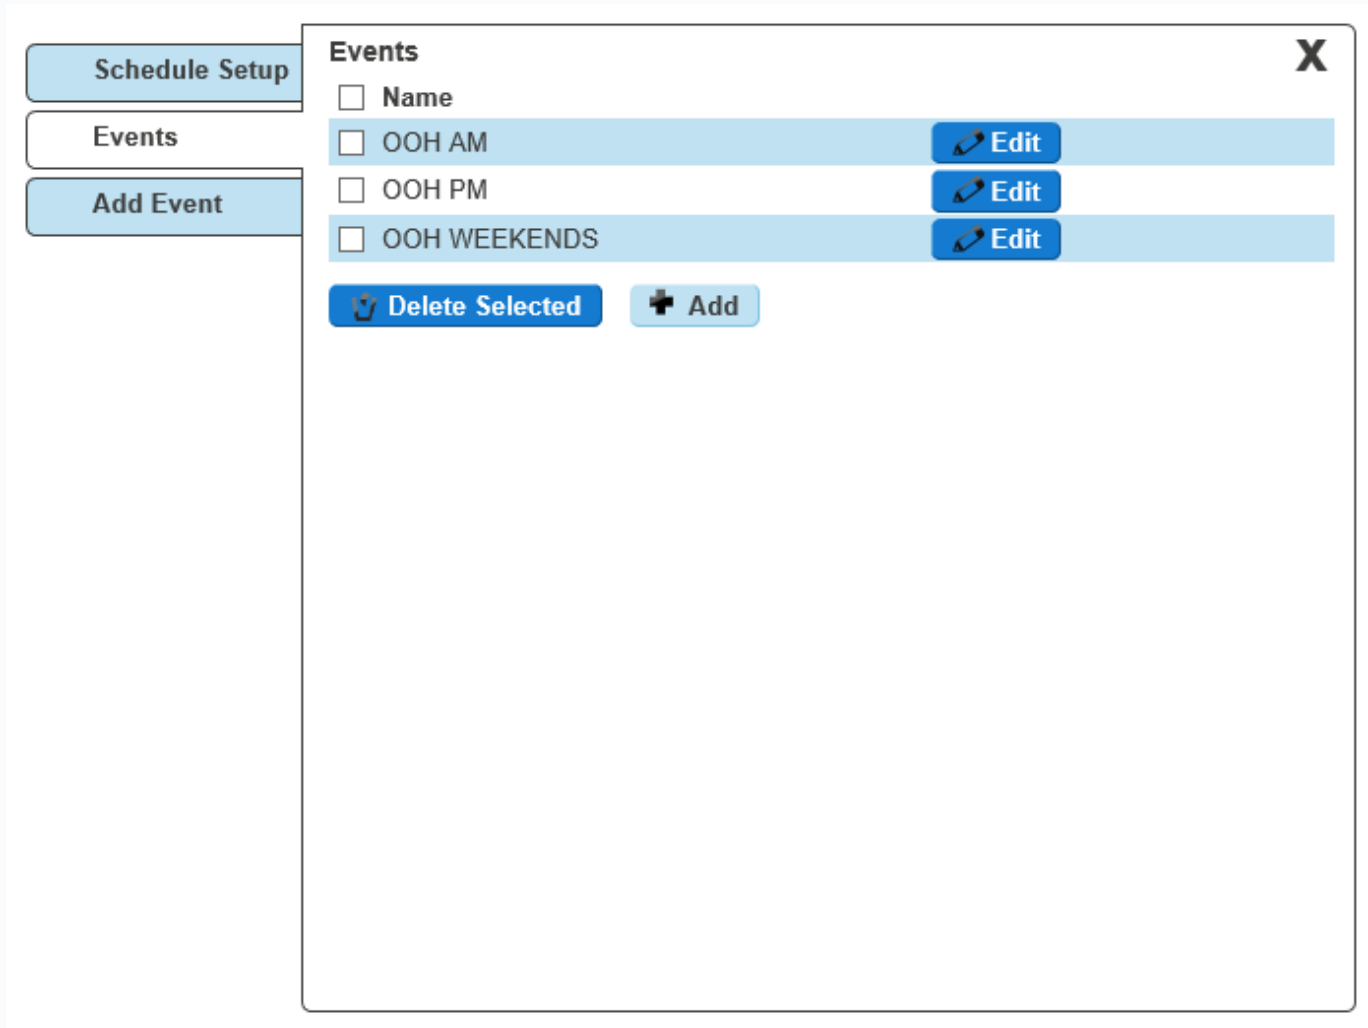 Schedule Setup
Events
Add Event
Events
X
Name
OOH AM
Edit
OOH PM
Edit
OOH WEEKENDS
Edit
Delete Selected
Add